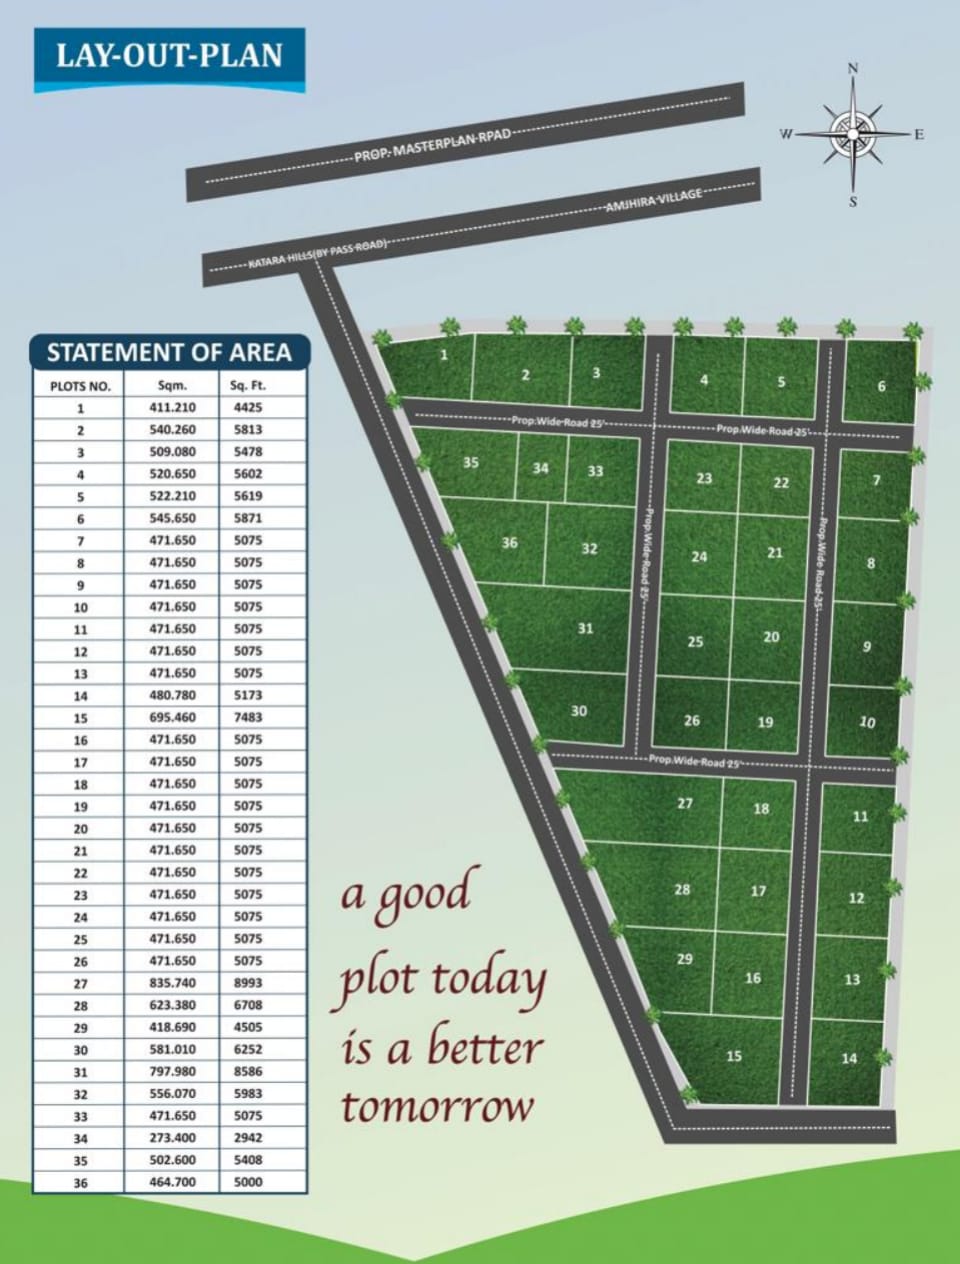 LAY-OUT-PLAN
N
W E
S
PROP. MASTERPLAN RPAD
AMJHIRA VILLAGE
KATARA HILLS(BY PASS ROAD)
STATEMENT OF AREA
PLOTS NO. Sqm. Sq. Ft.
1 411.210 4425
2 540.260 5813
3 509.080 5478
4 520.650 5602
5 522.210 5619
6 545.650 5871
7 471.650 5075
8 471.650 5075
9 471.650 5075
10 471.650 5075
11 471.650 5075
12 471.650 5075
13 471.650 5075
14 480.780 5173
15 695.460 7483
16 471.650 5075
17 471.650 5075
18 471.650 5075
19 471.650 5075
20 471.650 5075
21 471.650 5075
22 471.650 5075
23 471.650 5075
24 471.650 5075
25 471.650 5075
26 471.650 5075
27 835.740 8993
28 623.380 6708
29 418.690 4505
30 581.010 6252
31 797.980 8586
32 556.070 5983
33 471.650 5075
34 273.400 2942
35 502.600 5408
36 464.700 5000
1 2 3 4 5 6
Prop.Wide Road 25' Prop.Wide Road 25'
35 34 33 23 22 7
36 32 24 21 8
Prop.Wide Road 25' Prop.Wide Road 25'
31 25 20 9
30 26 19 10
Prop.Wide Road 25'
27 18 11
28 17 12
29 16 13
15 14
a good
plot today
is a better
tomorrow